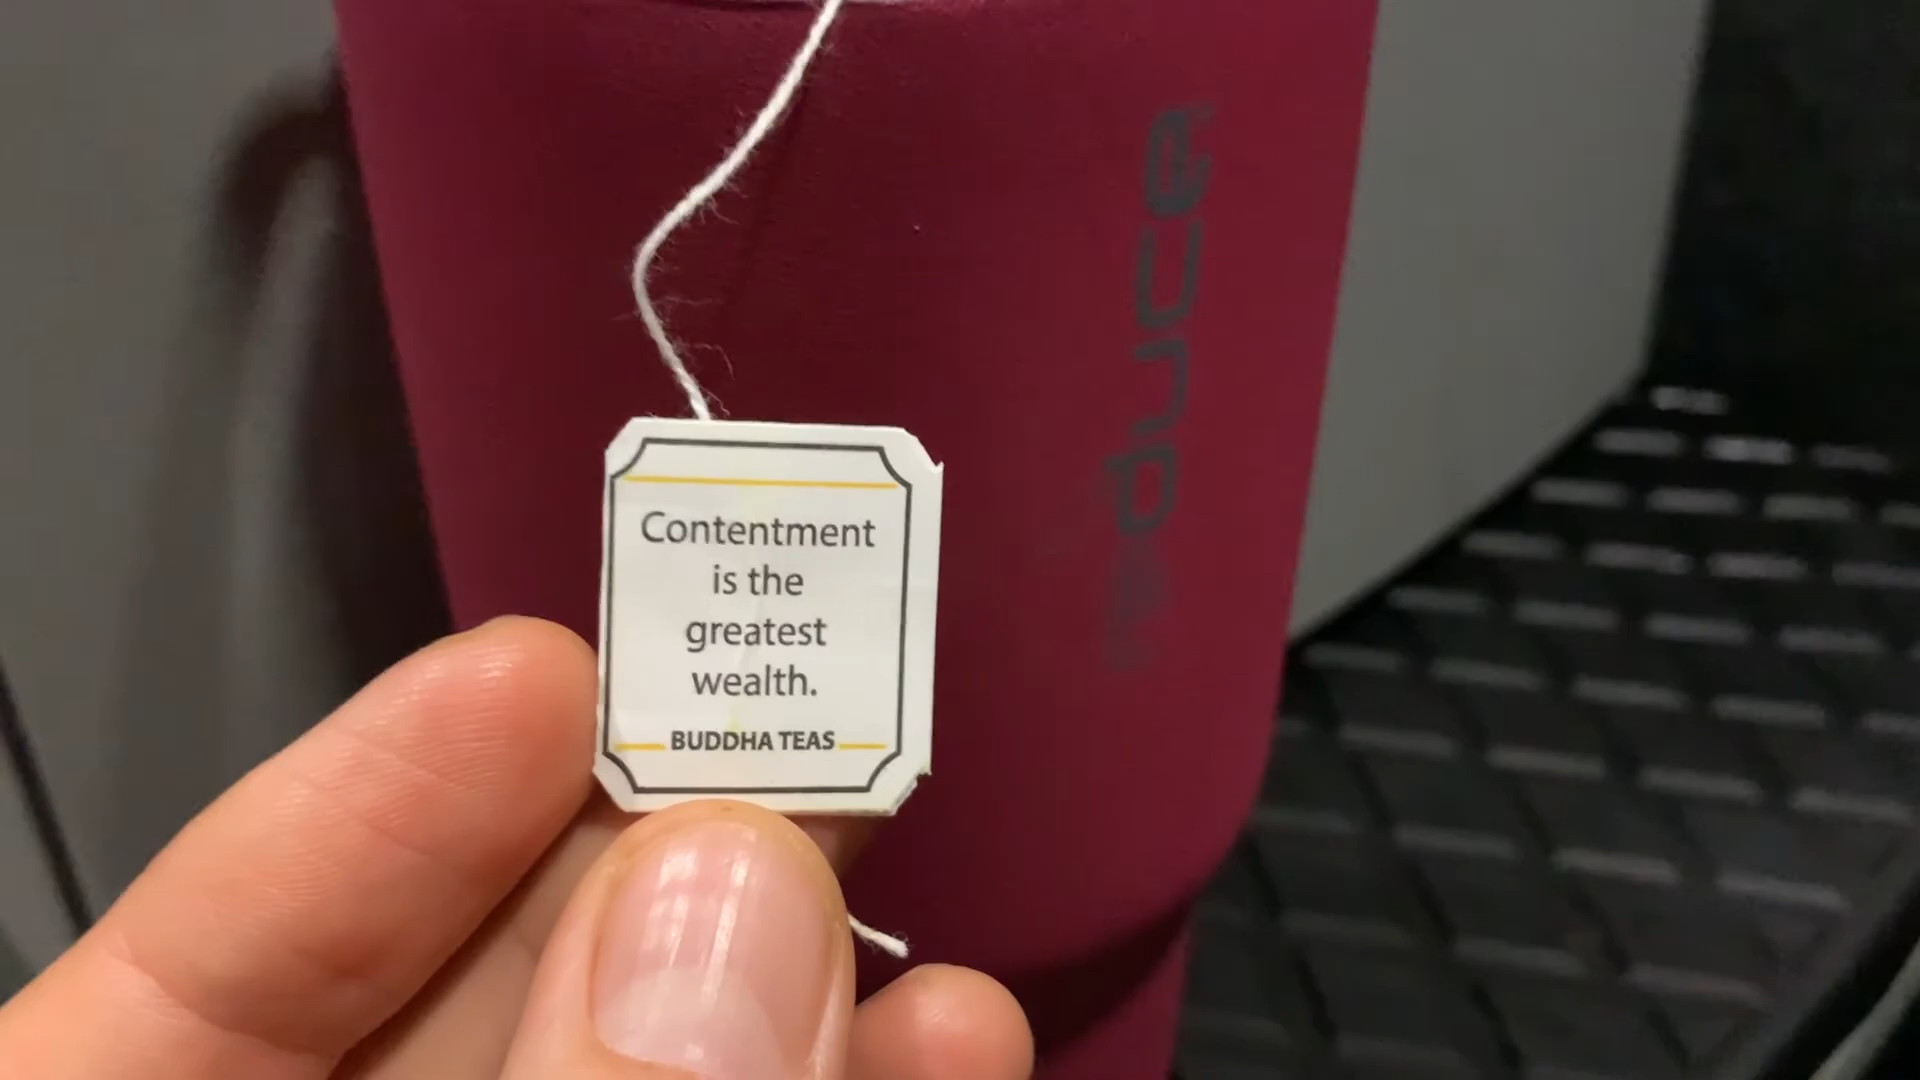 Contentment
is the
greatest
wealth.
BUDDHA TEAS